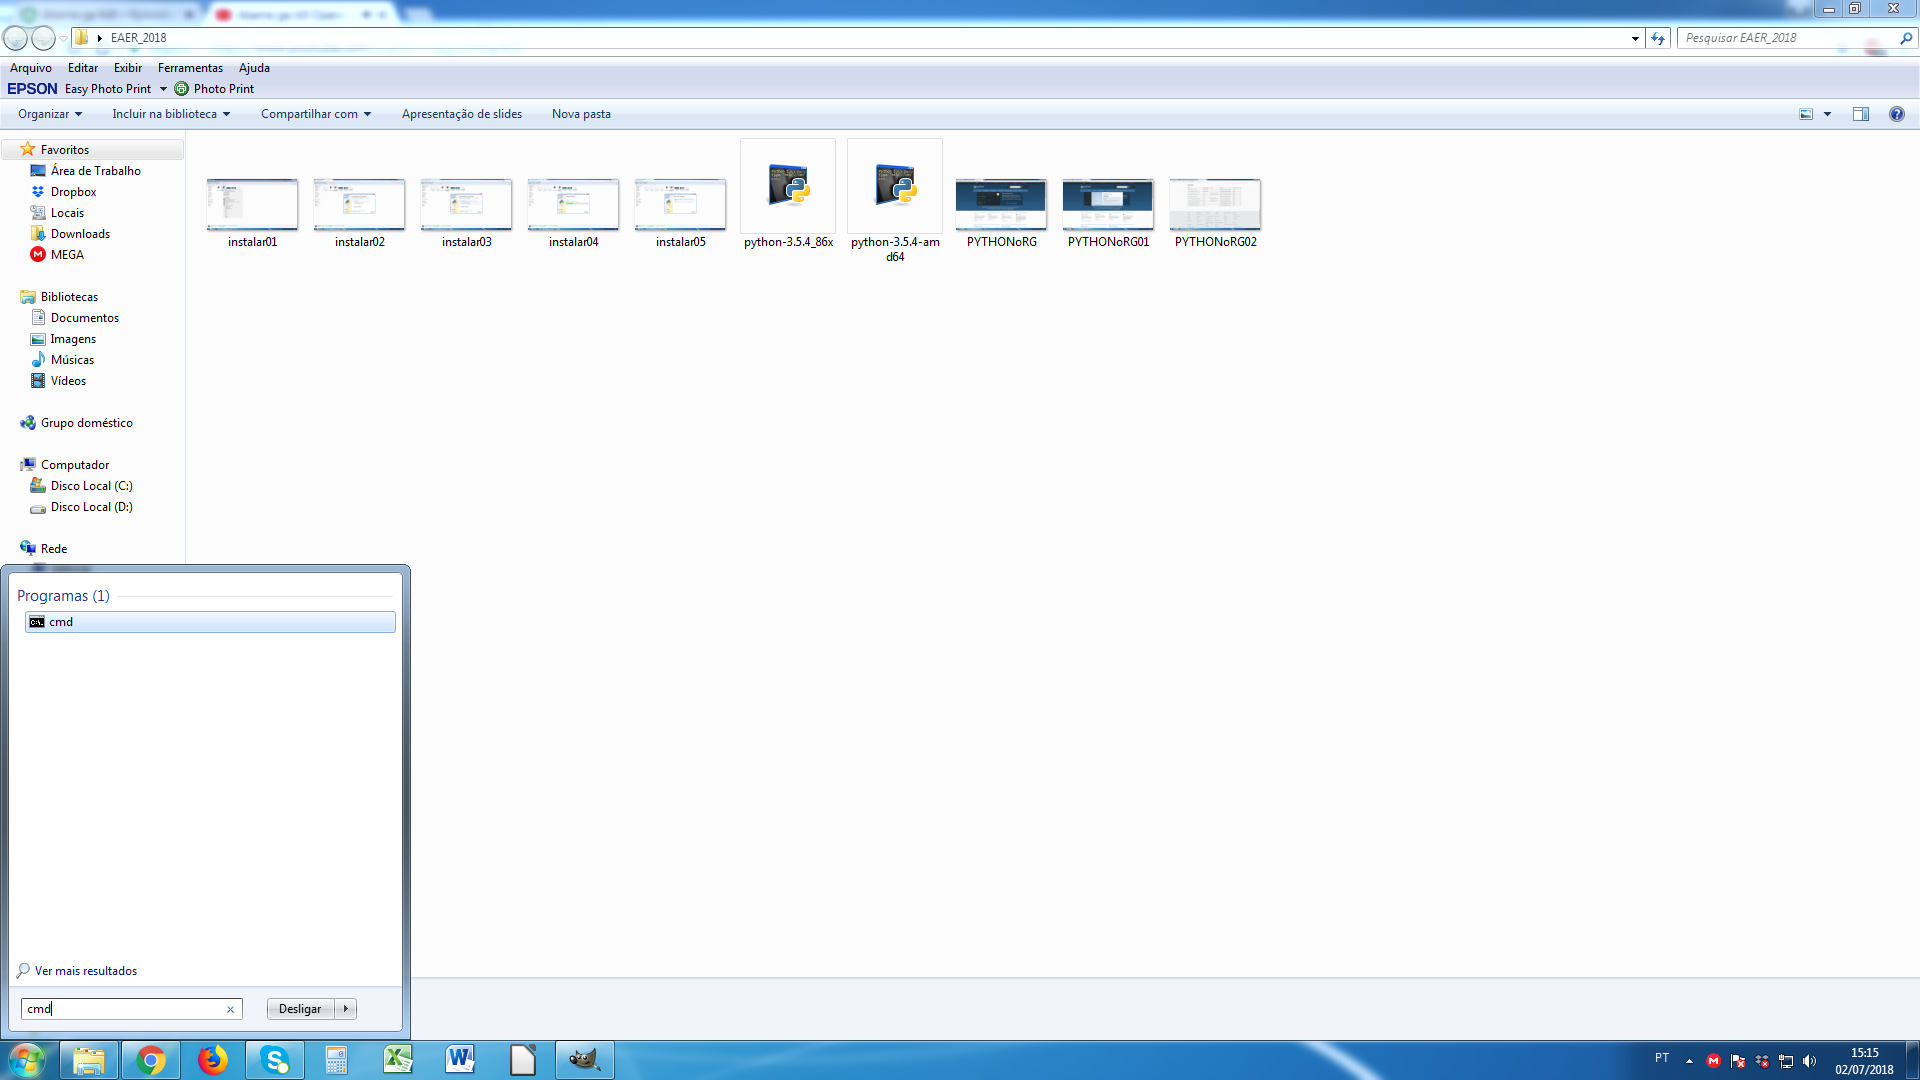 EAER_2018
Pesquisar EAER_2018
Arquivo Editar Exibir Ferramentas Ajuda
EPSON Easy Photo Print Photo Print
Organizar Incluir na biblioteca Compartilhar com Apresentação de slides Nova pasta
Favoritos
Área de Trabalho
Dropbox
Locais
Downloads
MEGA
Bibliotecas
Documentos
Imagens
Músicas
Vídeos
Grupo doméstico
Computador
Disco Local (C:)
Disco Local (D:)
Rede
instalar01
instalar02
instalar03
instalar04
instalar05
python-3.5.4_86x
python-3.5.4-am
d64
PYTHONoRG
PYTHONoRG01
PYTHONoRG02
Programas (1)
cmd
Ver mais resultados
cmd
Desligar
PT
15:15
02/07/2018